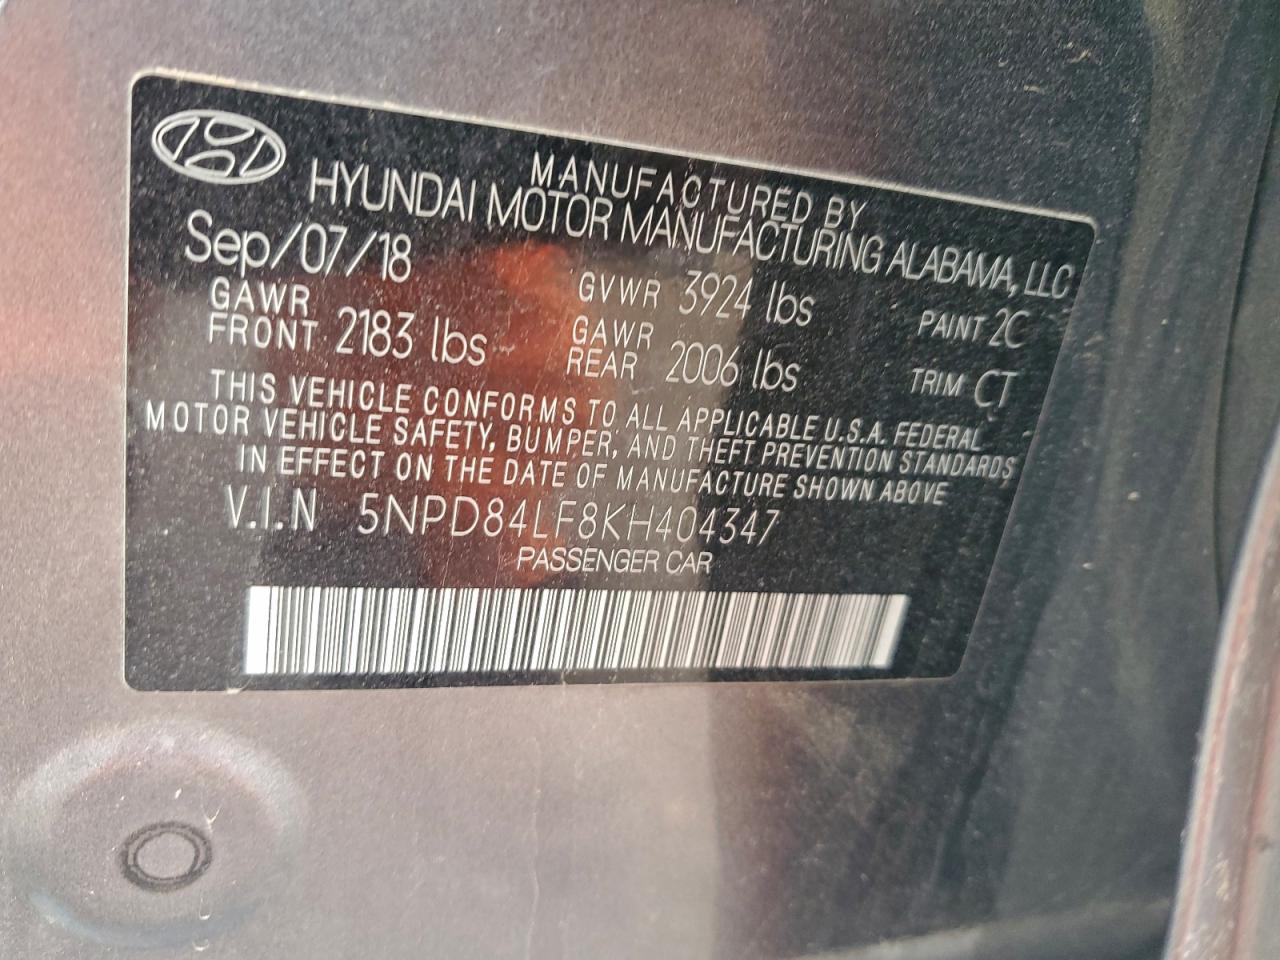 MANUFACTURED BY
HYUNDAI MOTOR MANUFACTURING ALABAMA, LLC
Sep/07/18
GVWR 3924 lbs
PAINT 2C
GAWR FRONT 2183 lbs
GAWR REAR 2006 lbs
TRIM CT
THIS VEHICLE CONFORMS TO ALL APPLICABLE U.S.A. FEDERAL
MOTOR VEHICLE SAFETY, BUMPER, AND THEFT PREVENTION STANDARDS
IN EFFECT ON THE DATE OF MANUFACTURE SHOWN ABOVE
V.I.N 5NPD84LF8KH404347
PASSENGER CAR